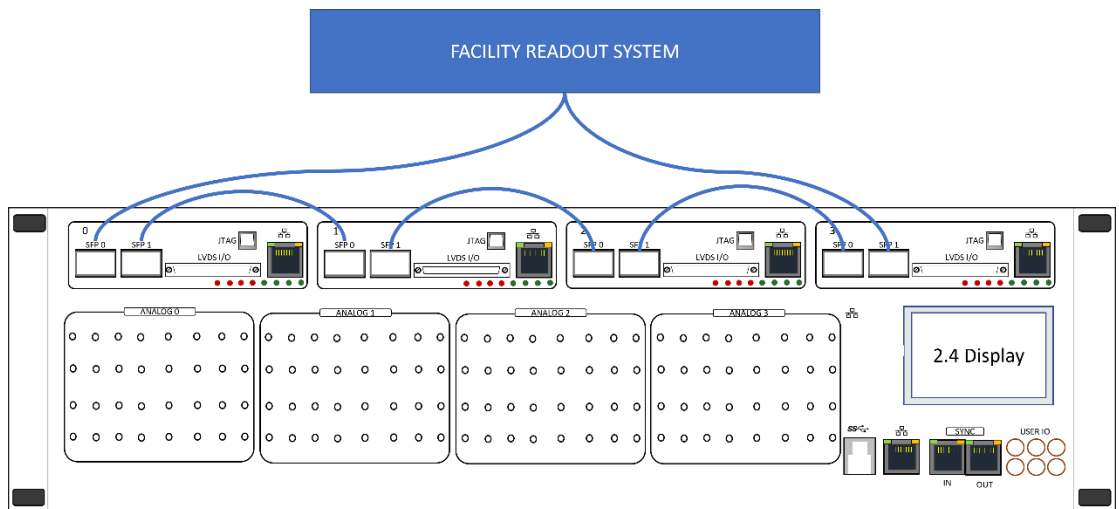 FACILITY READOUT SYSTEM
0
SFP 0
SFP 1
JTAG
LVDS I/O
1
SFP 0
SFP 1
JTAG
LVDS I/O
2
SFP 0
SFP 1
JTAG
LVDS I/O
3
SFP 0
SFP 1
JTAG
LVDS I/O
ANALOG 0
ANALOG 1
ANALOG 2
ANALOG 3
2.4 Display
SS
SYNC
USER IO
IN
OUT